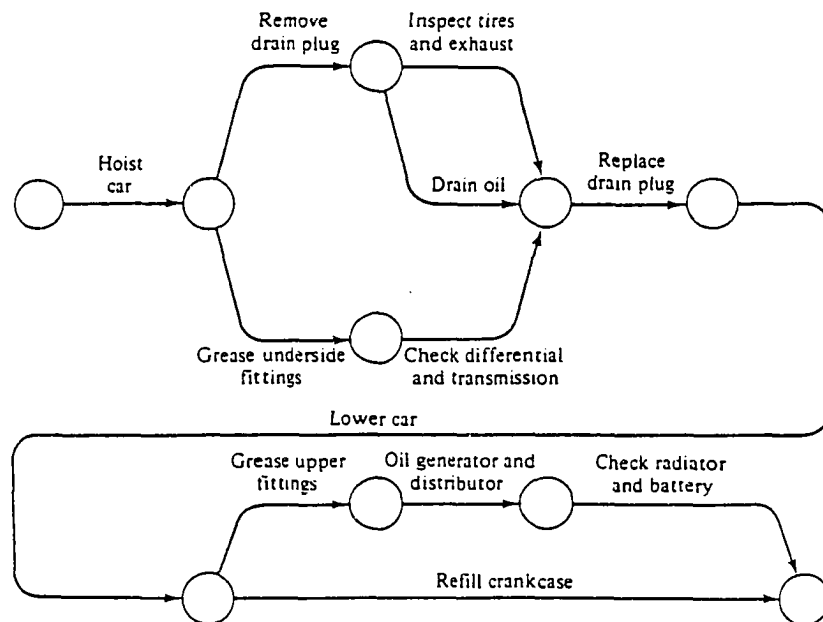 Remove
drain plug
Inspect tires
and exhaust
Hoist
car
Drain oil
Replace
drain plug
Grease underside
fittings
Check differential
and transmission
Lower car
Grease upper
fittings
Oil generator and
distributor
Check radiator
and battery
Refill crankcase